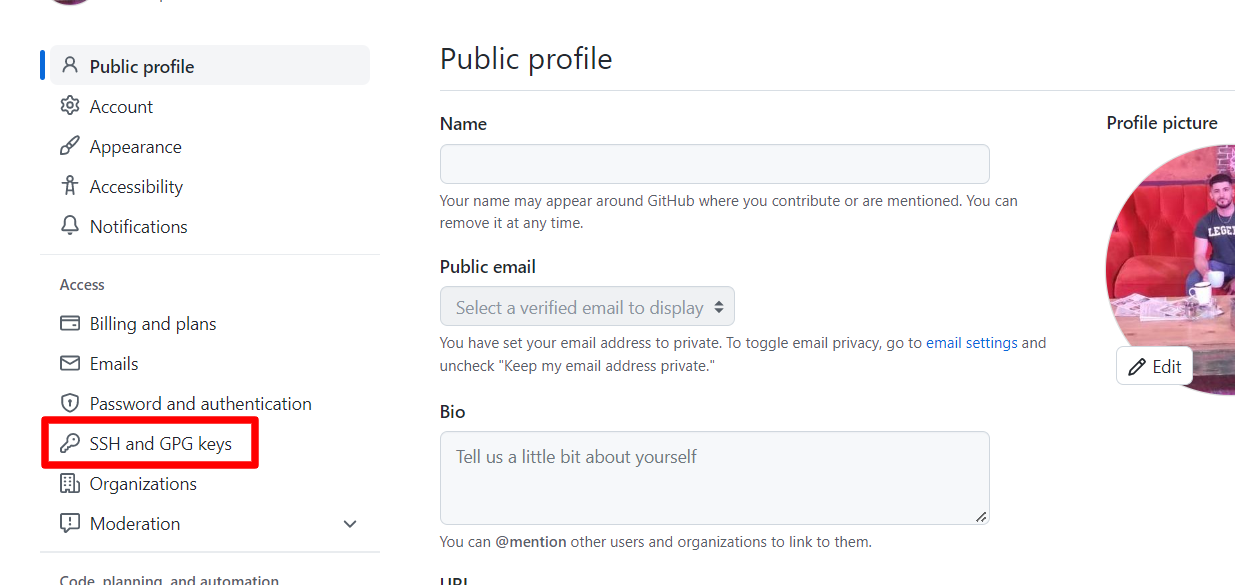 Public profile
Account
Appearance
Accessibility
Notifications
Access
Billing and plans
Emails
Password and authentication
SSH and GPG keys
Organizations
Moderation
Code, planning, and automation
Public profile
Name
Your name may appear around GitHub where you contribute or are mentioned. You can
remove it at any time.
Public email
Select a verified email to display
You have set your email address to private. To toggle email privacy, go to email settings and
uncheck "Keep my email address private."
Bio
Tell us a little bit about yourself
You can @mention other users and organizations to link to them.
URL
Profile picture
Edit